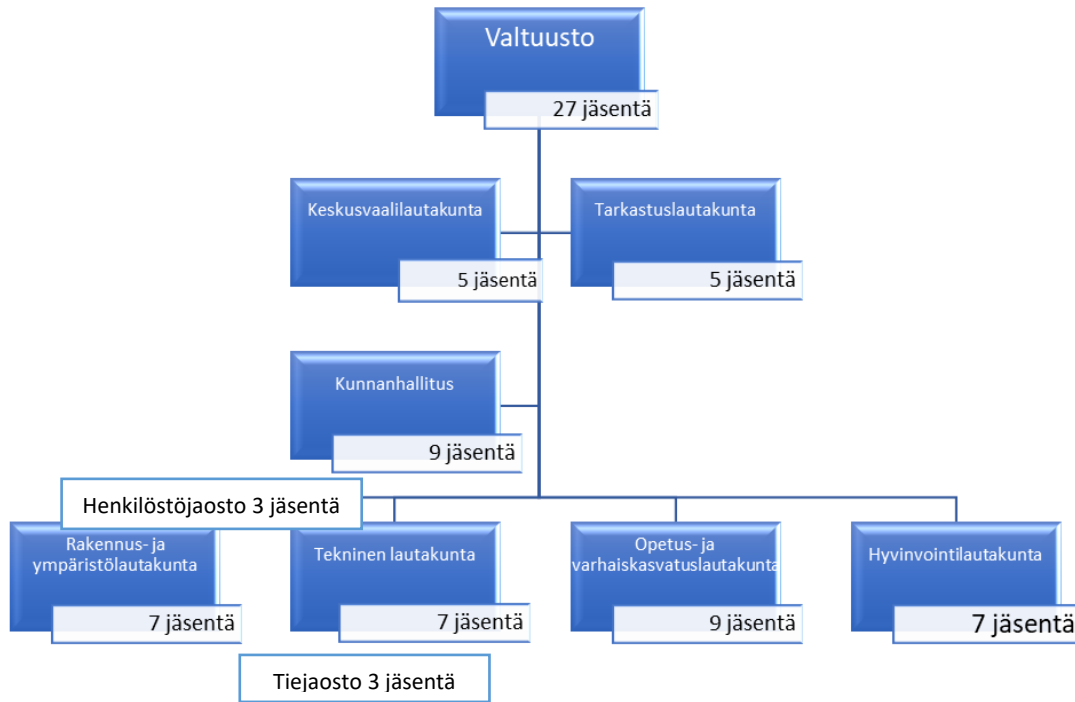 Valtuusto
27 jäsentä
Keskusvaalilautakunta
5 jäsentä
Tarkastuslautakunta
5 jäsentä
Kunnanhallitus
9 jäsentä
Henkilöstöjaosto 3 jäsentä
Rakennus- ja
ympäristölautakunta
7 jäsentä
Tekninen lautakunta
7 jäsentä
Opetus- ja
varhaiskasvatuslautakunta
9 jäsentä
Hyvinvointilautakunta
7 jäsentä
Tiejaosto 3 jäsentä